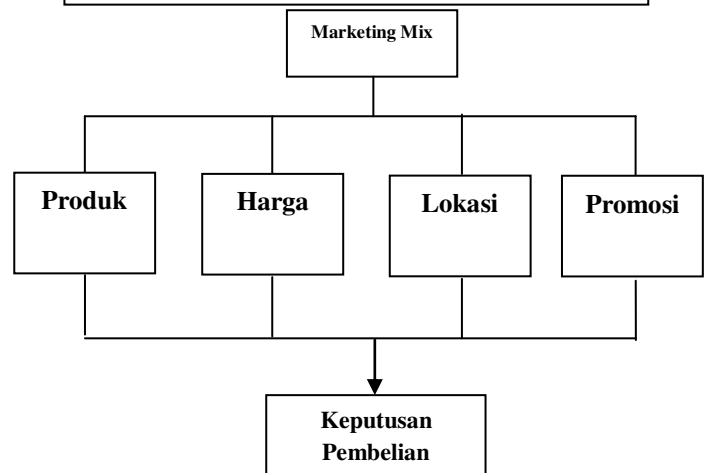 Marketing Mix
Produk
Harga
Lokasi
Promosi
Keputusan
Pembelian